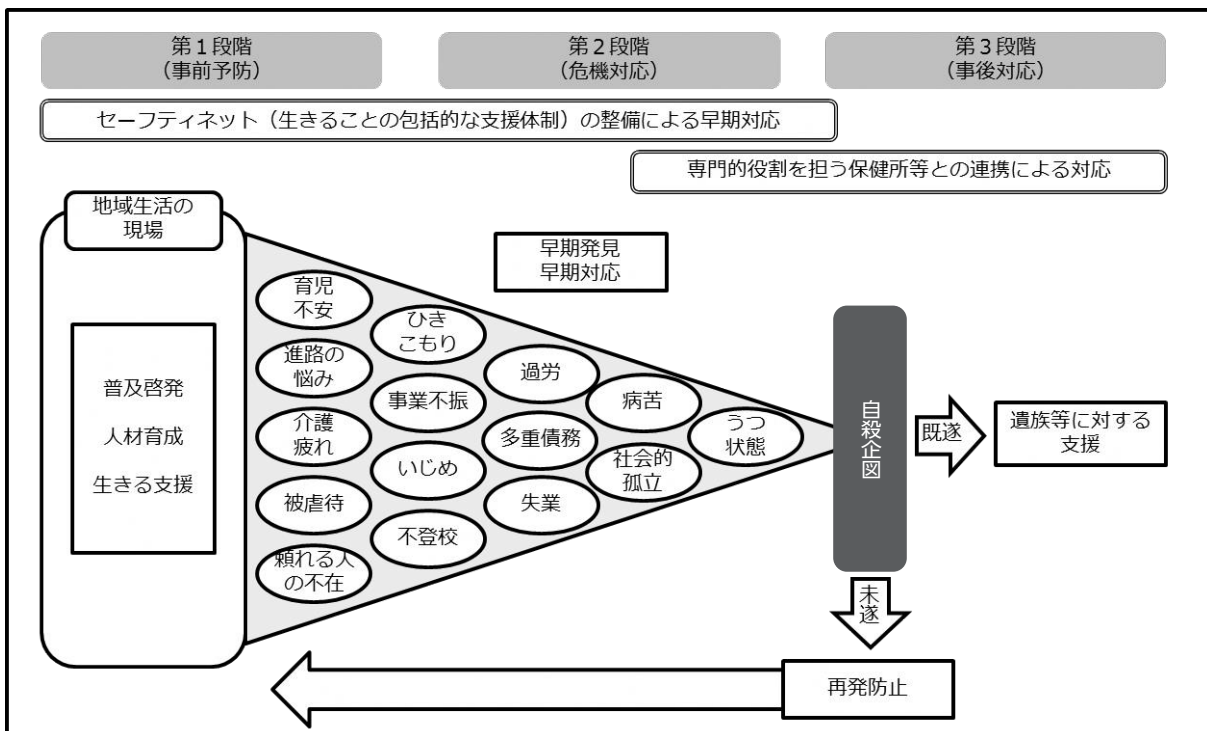 第１段階
（事前予防）
第２段階
（危機対応）
第３段階
（事後対応）
セーフティネット（生きることの包括的な支援体制）の整備による早期対応
専門的役割を担う保健所等との連携による対応
地域生活の
現場
早期発見
早期対応
普及啓発
人材育成
生きる支援
育児
不安
進路の
悩み
介護
疲れ
被虐待
頼れる人
の不在
ひき
こもり
事業不振
いじめ
不登校
過労
多重債務
失業
病苦
社会的
孤立
うつ
状態
自殺企図
既遂
遺族等に対する
支援
未遂
再発防止